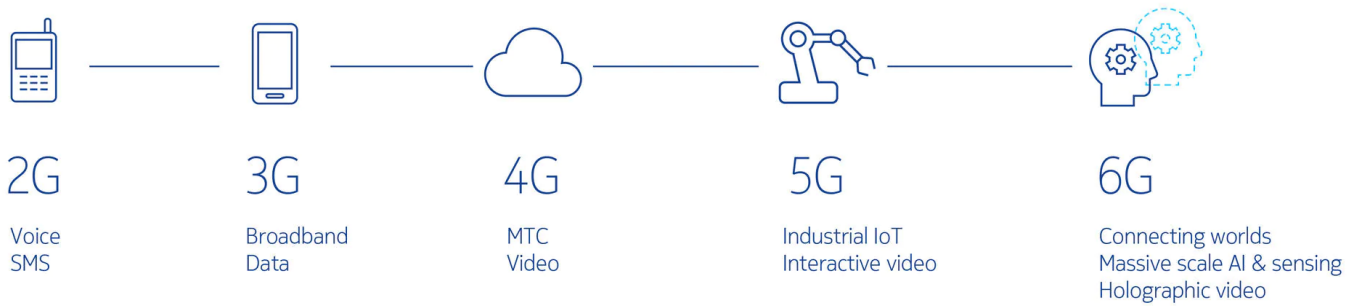 2G
Voice
SMS
3G
Broadband
Data
4G
MTC
Video
5G
Industrial IoT
Interactive video
6G
Connecting worlds
Massive scale AI & sensing
Holographic video